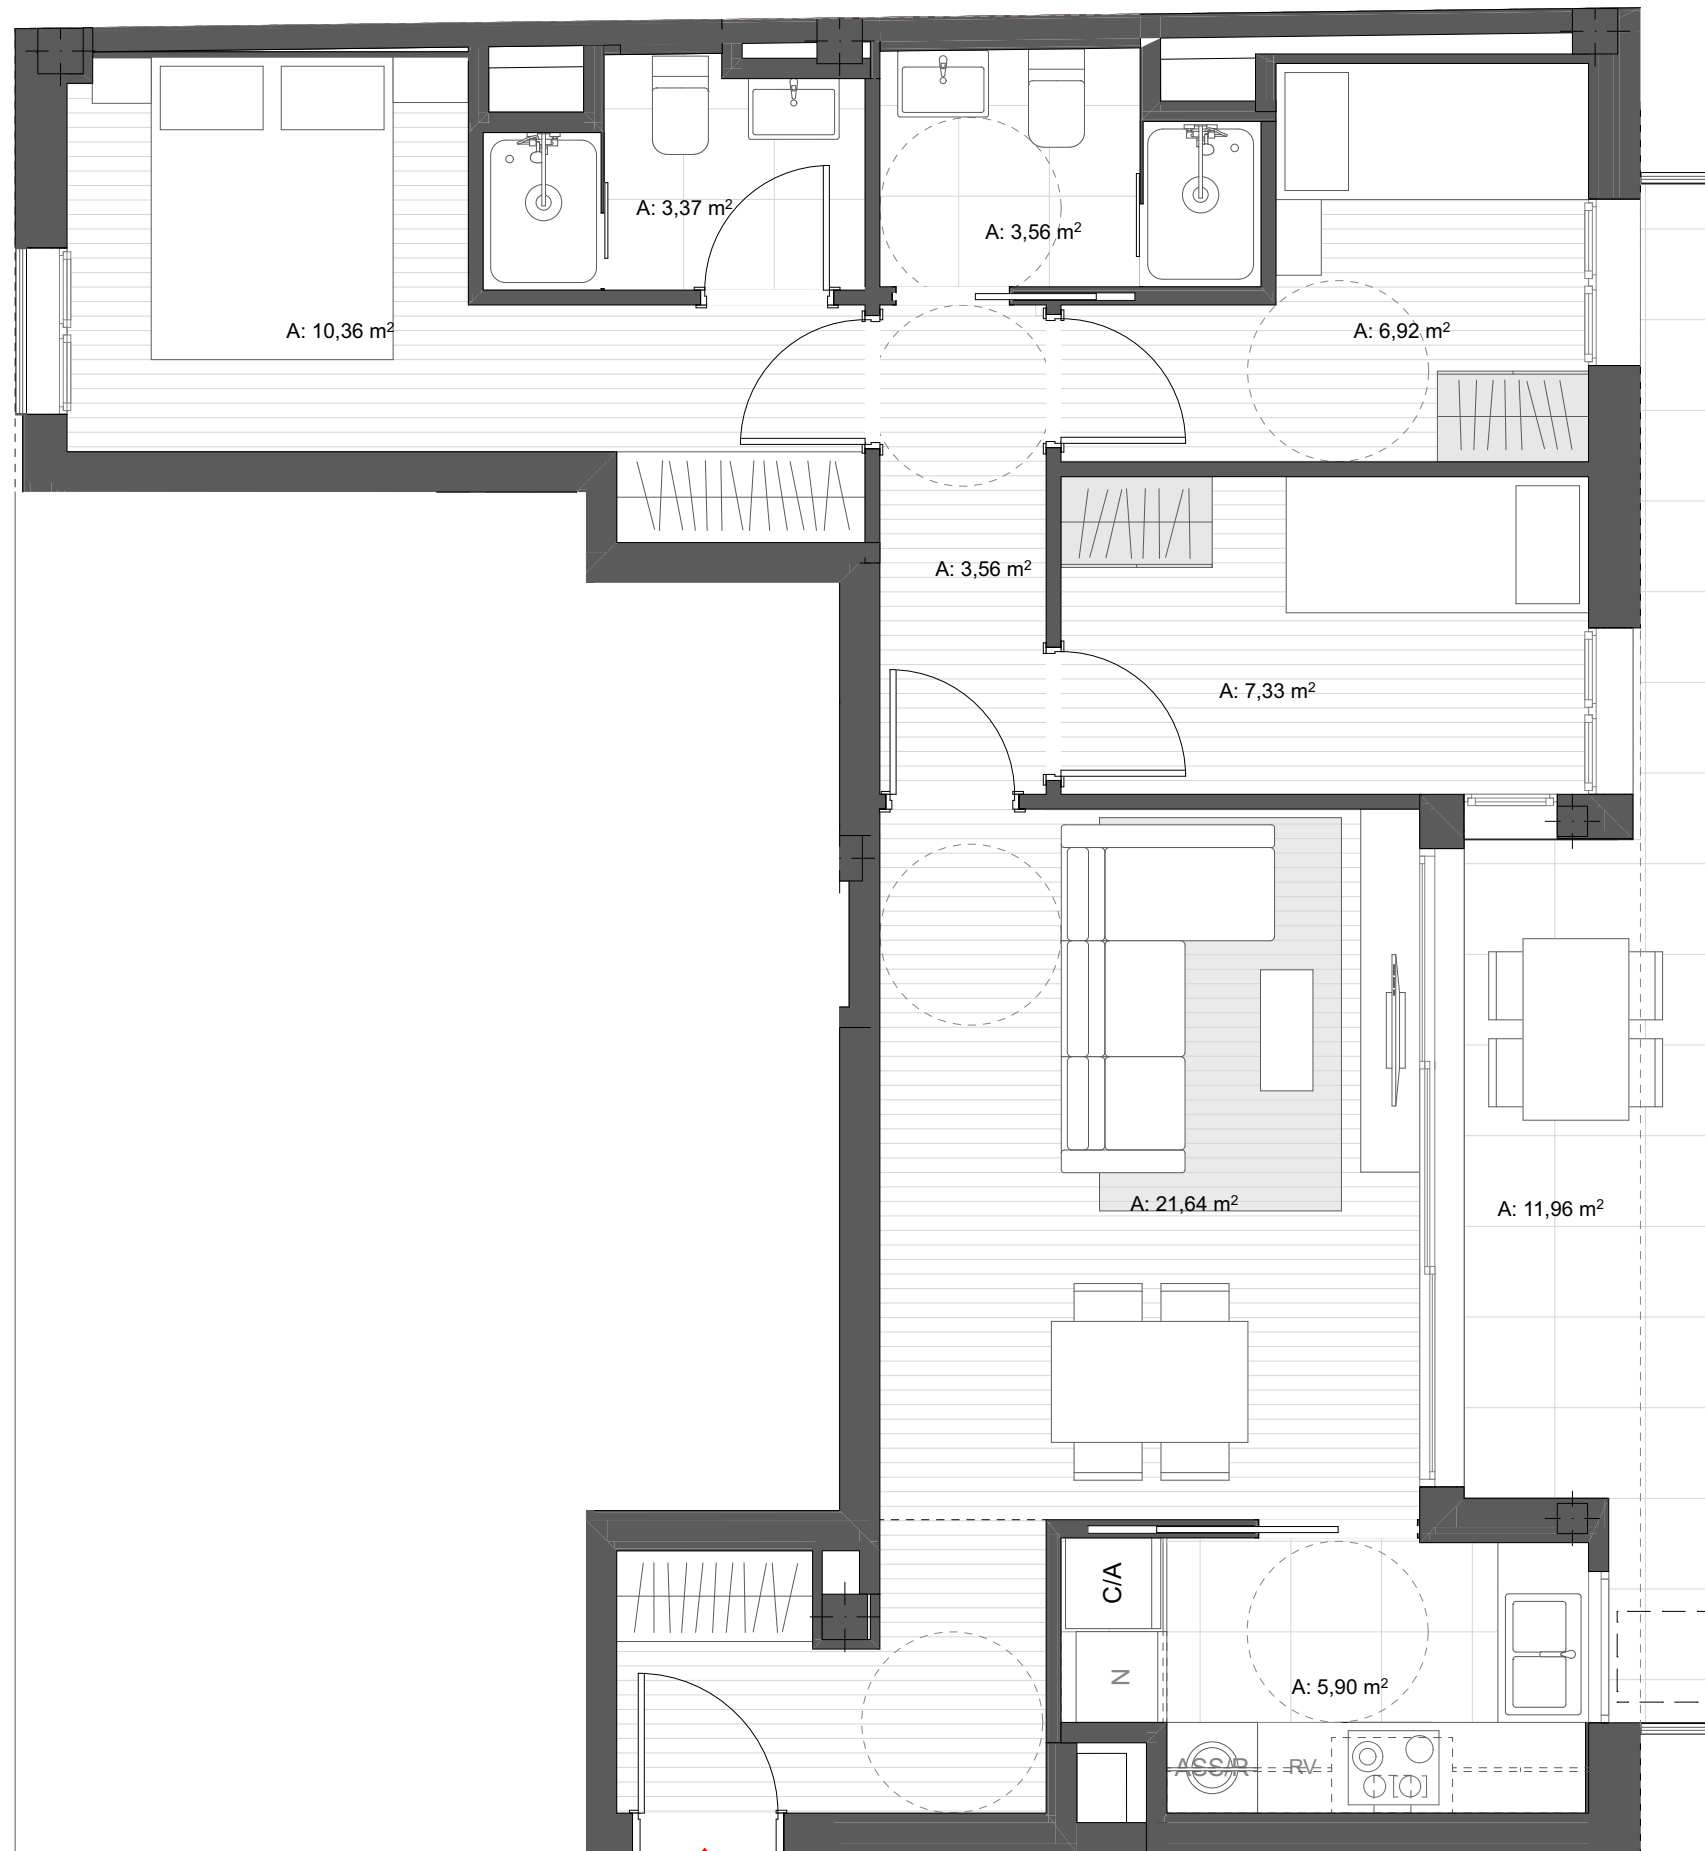 A: 3,37 m²
A: 3,56 m²
A: 10,36 m²
A: 6,92 m²
A: 3,56 m²
A: 7,33 m²
A: 21,64 m²
A: 11,96 m²
C/A
N
A: 5,90 m²
ASS/R
RV